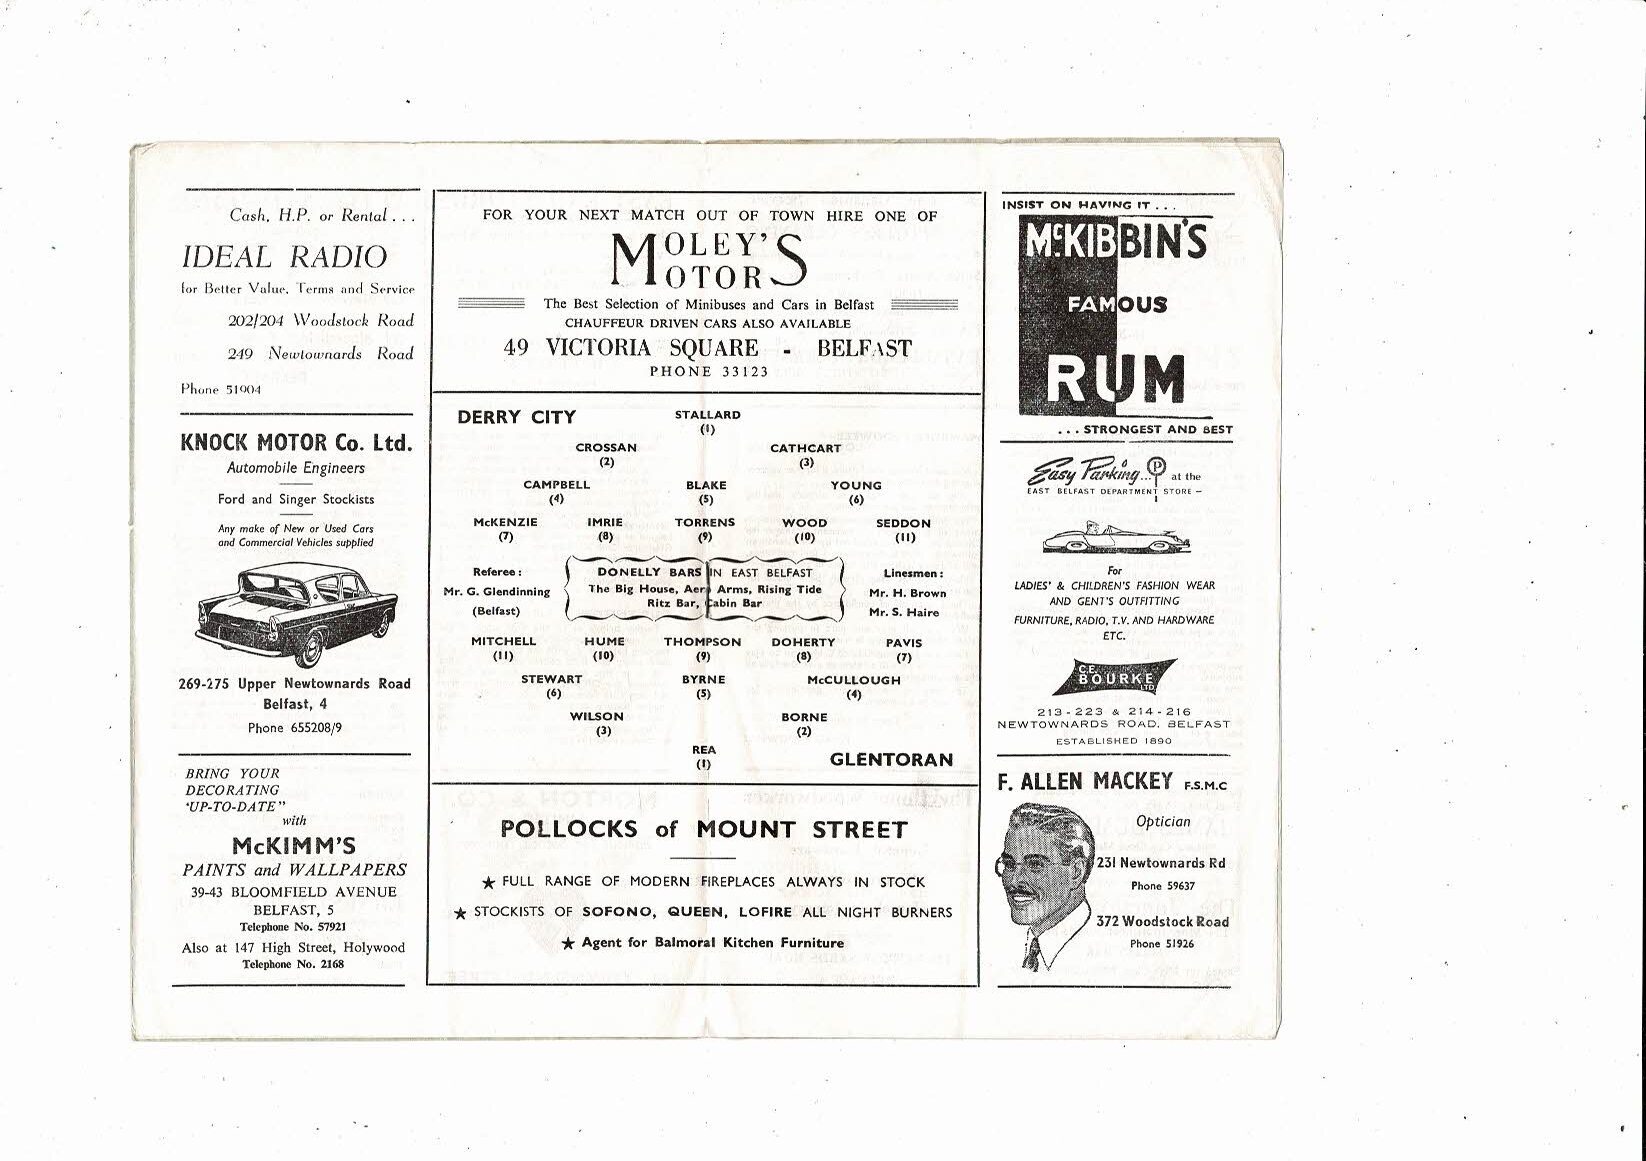 Cash, H.P. or Rental . . .
IDEAL RADIO
for Better Value, Terms and Service
202/204 Woodstock Road
249 Newtownards Road
Phone 51904
KNOCK MOTOR Co. Ltd.
Automobile Engineers
Ford and Singer Stockists
Any make of New or Used Cars
and Commercial Vehicles supplied
269-275 Upper Newtownards Road
Belfast, 4
Phone 655208/9
BRING YOUR
DECORATING
'UP-TO-DATE"
with
McKIMM'S
PAINTS and WALLPAPERS
39-43 BLOOMFIELD AVENUE
BELFAST, 5
Telephone No. 57921
Also at 147 High Street, Holywood
Telephone No. 2168
FOR YOUR NEXT MATCH OUT OF TOWN HIRE ONE OF
MOLEY'S
MOTORS
The Best Selection of Minibuses and Cars in Belfast
CHAUFFEUR DRIVEN CARS ALSO AVAILABLE
49 VICTORIA SQUARE - BELFAST
PHONE 33123
DERRY CITY STALLARD
(1)
CROSSAN CATHCART
(2) (3)
CAMPBELL BLAKE YOUNG
(4) (5) (6)
McKENZIE IMRIE TORRENS WOOD SEDDON
(7) (8) (9) (10) (11)
Referee :
Mr. G. Glendinning
(Belfast)
DONELLY BARS IN EAST BELFAST
The Big House, Aero Arms, Rising Tide
Ritz Bar, Cabin Bar
Linesmen :
Mr. H. Brown
Mr. S. Haire
MITCHELL HUME THOMPSON DOHERTY PAVIS
(11) (10) (9) (8) (7)
STEWART BYRNE McCULLOUGH
(6) (5) (4)
WILSON BORNE
(3) (2)
REA
(1) GLENTORAN
POLLOCKS of MOUNT STREET
★ FULL RANGE OF MODERN FIREPLACES ALWAYS IN STOCK
★ STOCKISTS OF SOFONO, QUEEN, LOFIRE ALL NIGHT BURNERS
★ Agent for Balmoral Kitchen Furniture
INSIST ON HAVING IT . . .
McKIBBIN'S
FAMOUS
RUM
. . . STRONGEST AND BEST
Easy Parking... P at the
EAST BELFAST DEPARTMENT STORE —
For
LADIES' & CHILDREN'S FASHION WEAR
AND GENT'S OUTFITTING
FURNITURE, RADIO, T.V. AND HARDWARE
ETC.
C.E.
BOURKE
LTD
213 - 223 & 214 - 216
NEWTOWNARDS ROAD, BELFAST
ESTABLISHED 1890
F. ALLEN MACKEY F.S.M.C
Optician
231 Newtownards Rd
Phone 59637
372 Woodstock Road
Phone 51926